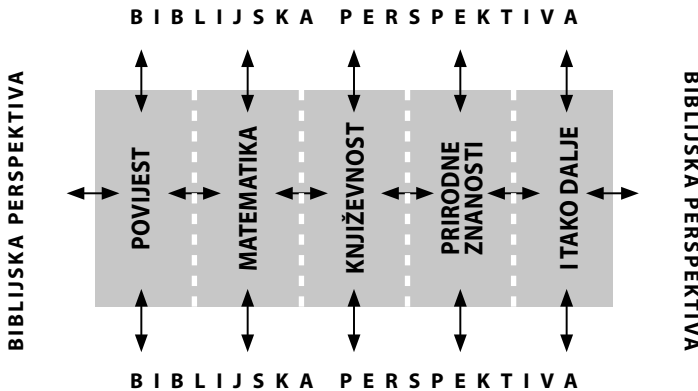 BIBLIJSKA PERSPEKTIVA
BIBLIJSKA PERSPEKTIVA
POVIJEST
MATEMATIKA
KNJIŽEVNOST
PRIRODNE
ZNANOSTI
I TAKO DALJE
BIBLIJSKA PERSPEKTIVA
BIBLIJSKA PERSPEKTIVA